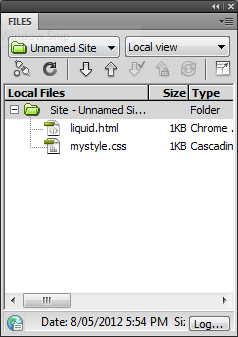 FILES
Unnamed Site Local view
Local Files Size Type
Site - Unnamed Si... Folder
liquid.html 1KB Chrome
mystyle.css 1KB Cascadin
Date: 8/05/2012 5:54 PM Si: Log...